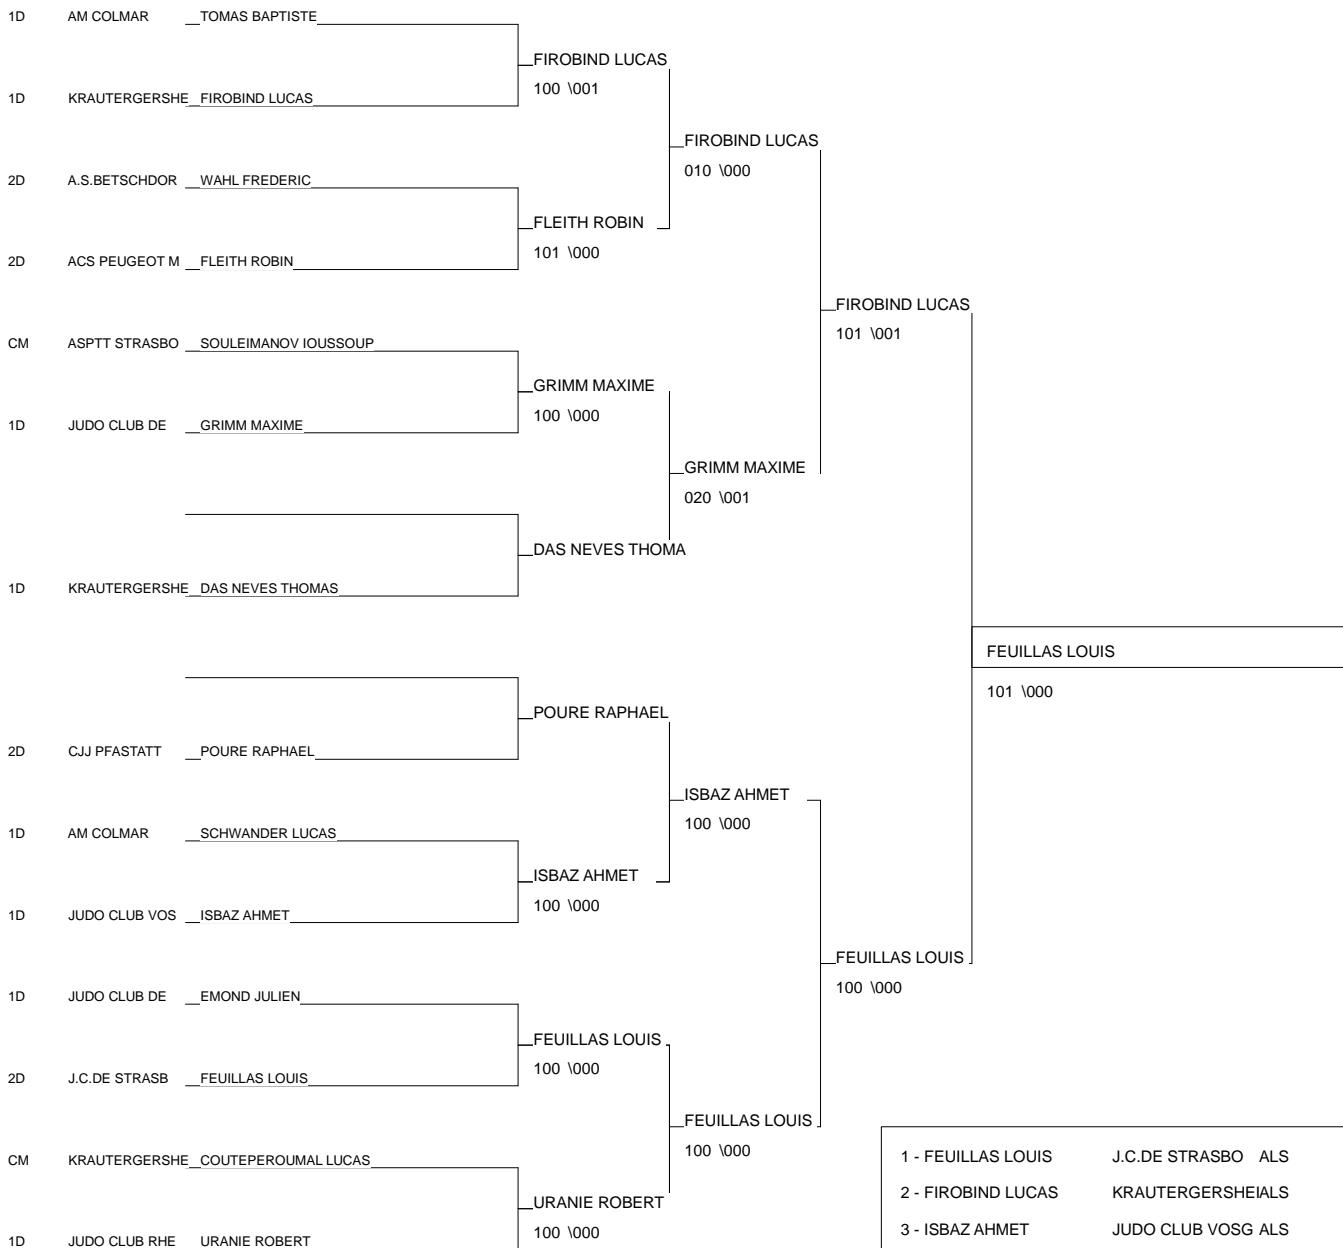 1D AM COLMAR TOMAS BAPTISTE
FIROBIND LUCAS
100 \001
1D KRAUTERGERSHE FIROBIND LUCAS
FIROBIND LUCAS
010 \000
2D A.S.BETSCHDOR WAHL FREDERIC
FLEITH ROBIN
101 \000
2D ACS PEUGEOT M FLEITH ROBIN
FIROBIND LUCAS
101 \001
CM ASPTT STRASBO SOULEIMANOV IOUSSOUP
GRIMM MAXIME
100 \000
1D JUDO CLUB DE GRIMM MAXIME
GRIMM MAXIME
020 \001
DAS NEVES THOMA
1D KRAUTERGERSHE DAS NEVES THOMAS
FEUILLAS LOUIS
101 \000
POURE RAPHAEL
2D CJJ PFASTATT POURE RAPHAEL
ISBAZ AHMET
100 \000
1D AM COLMAR SCHWANDER LUCAS
ISBAZ AHMET
100 \000
1D JUDO CLUB VOS ISBAZ AHMET
FEUILLAS LOUIS
100 \000
1D JUDO CLUB DE EMOND JULIEN
FEUILLAS LOUIS
100 \000
2D J.C.DE STRASB FEUILLAS LOUIS
FEUILLAS LOUIS
100 \000
CM KRAUTERGERSHE COUTEPEROUMAL LUCAS
URANIE ROBERT
100 \000
1D JUDO CLUB RHE URANIE ROBERT
1 - FEUILLAS LOUIS J.C.DE STRASBO ALS
2 - FIROBIND LUCAS KRAUTERGERSHEIALS
3 - ISBAZ AHMET JUDO CLUB VOSG ALS